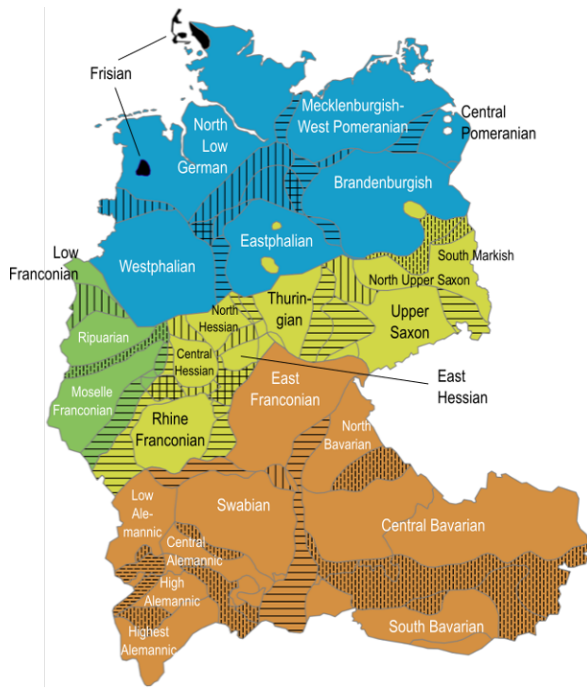 Frisian
North
Low
German
Mecklenburgish-
West Pomeranian
Central
Pomeranian
Brandenburgish
Eastphalian
Westphalian
Low
Franconian
South Markish
North Upper Saxon
Upper
Saxon
Thurin-
gian
North
Hessian
Ripuarian
Central
Hessian
East
Hessian
Moselle
Franconian
East
Franconian
Rhine
Franconian
North
Bavarian
Low
Ale-
mannic
Swabian
Central Bavarian
Central
Alemannic
High
Alemannic
Highest
Alemannic
South Bavarian